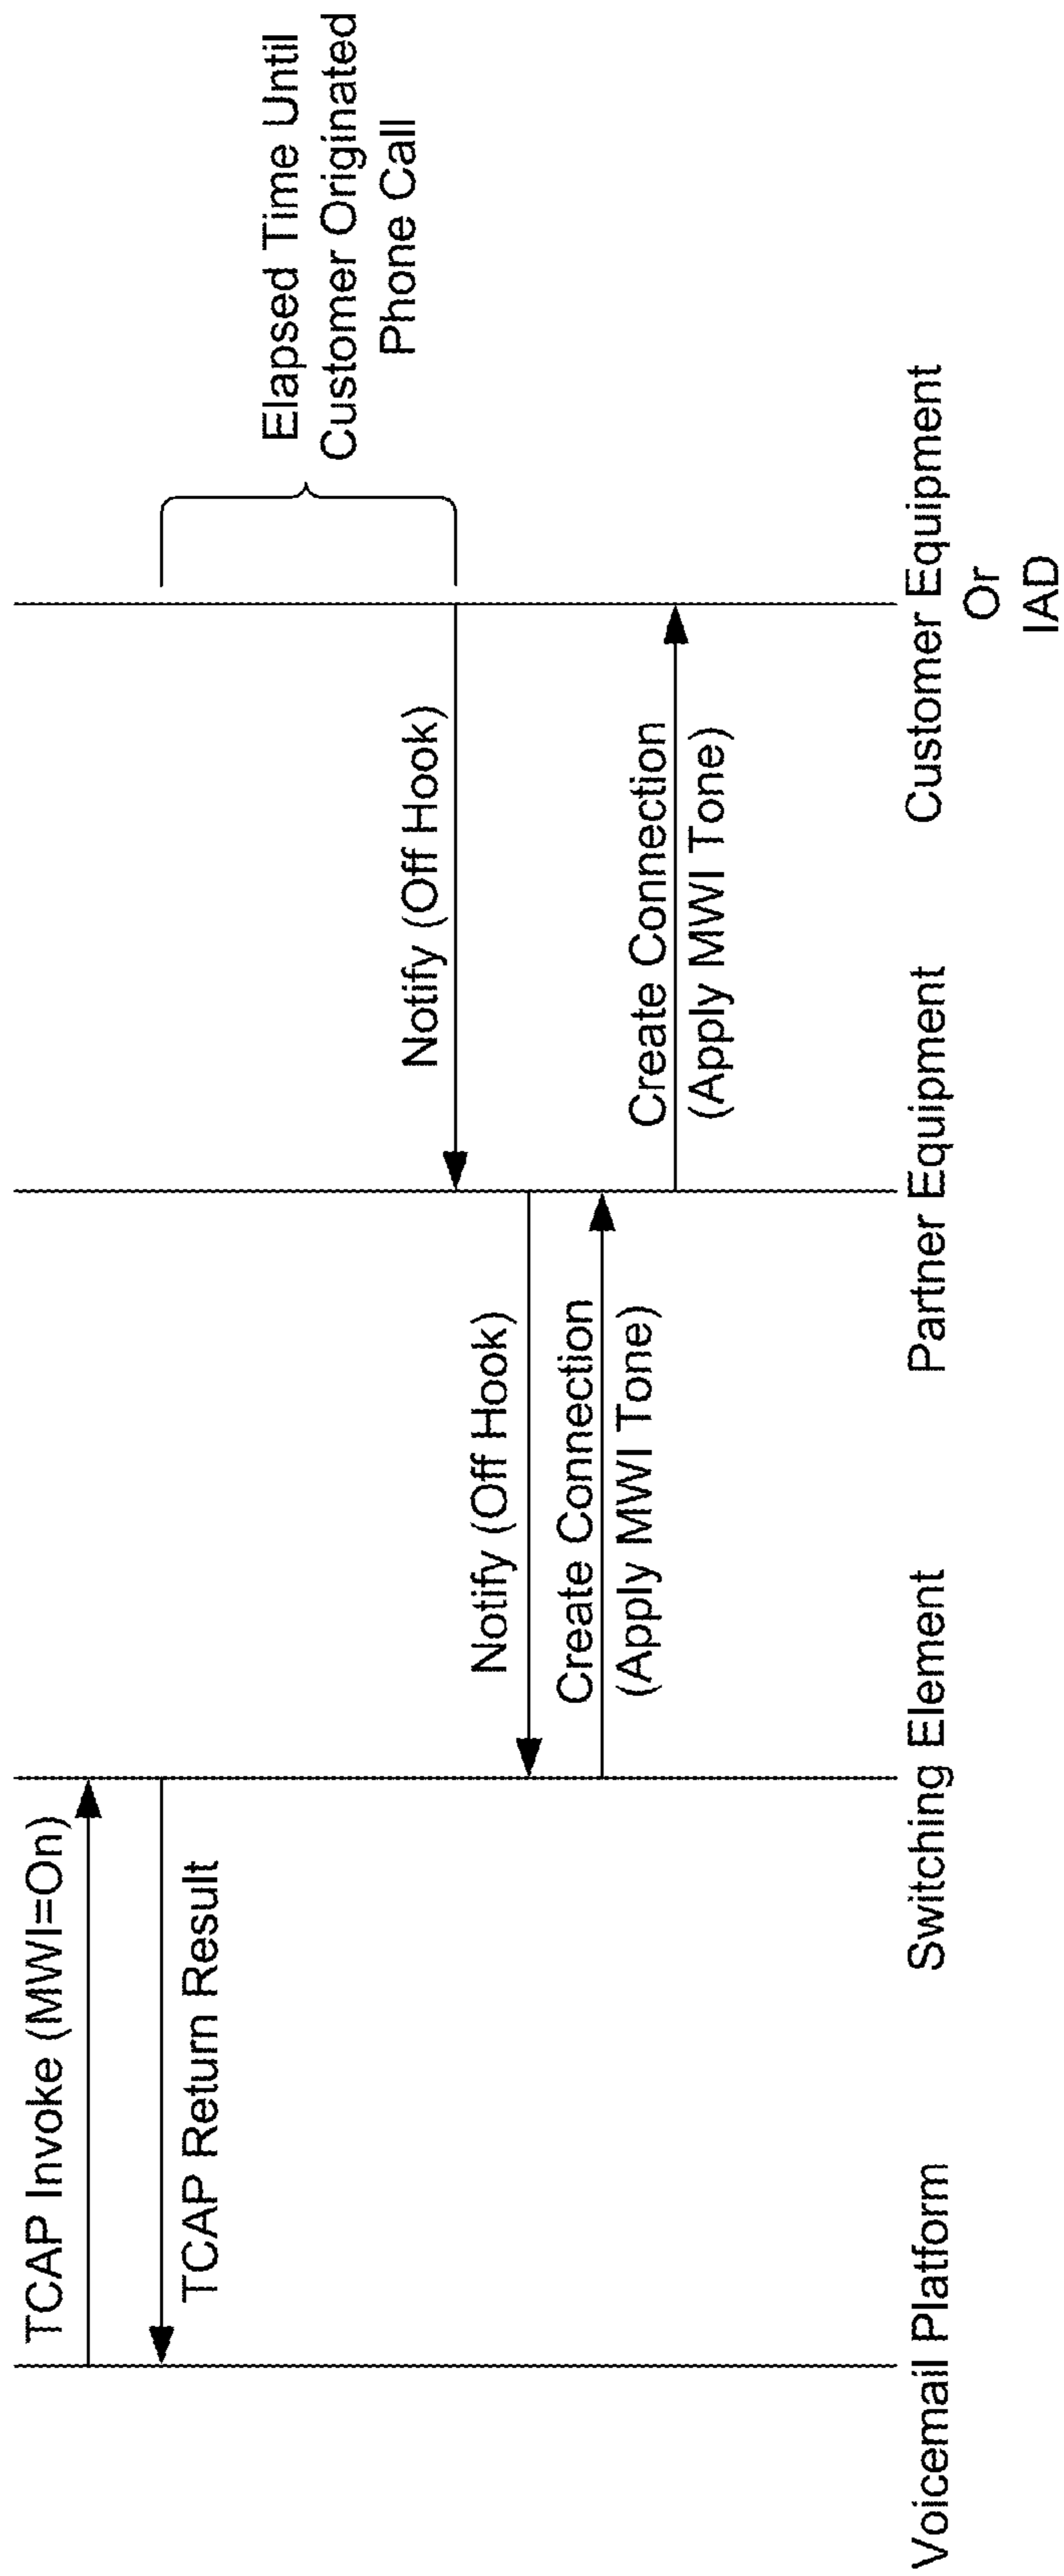 TCAP Invoke (MWI=On)
TCAP Return Result
Elapsed Time Until
Customer Originated
Phone Call
Notify (Off Hook)
Notify (Off Hook)
Create Connection
(Apply MWI Tone)
Create Connection
(Apply MWI Tone)
Voicemail Platform
Switching Element
Partner Equipment
Customer Equipment
Or
IAD